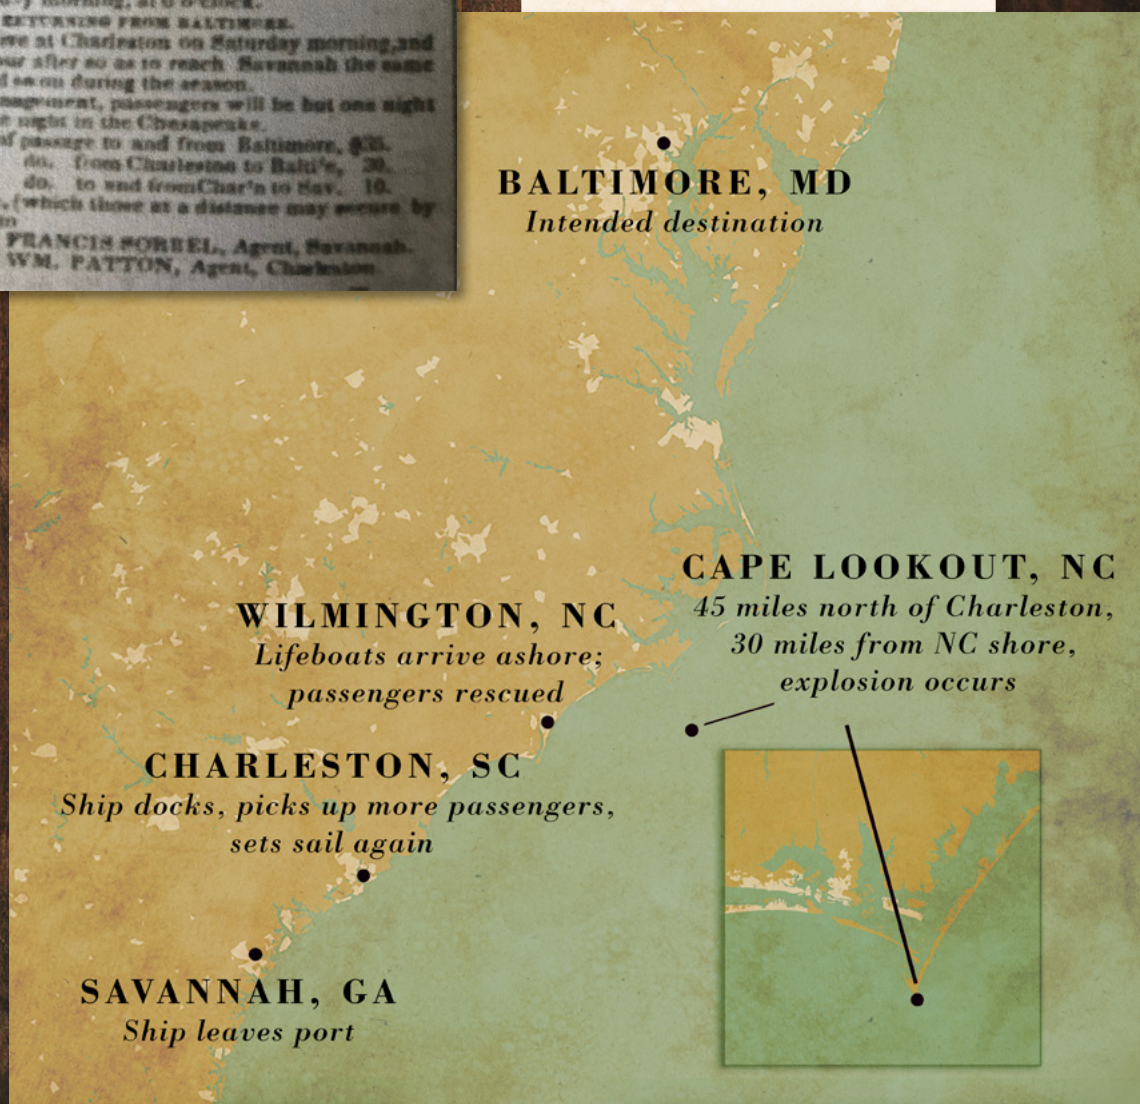 RETURNING FROM BALTIMORE.
at Charleston on Saturday morning, and
after so as to reach Savannah the same
so on during the season.
passengers will be but one night
night in the Chesapeake.
passage to and from Baltimore, $35.
do. from Charleston to Balti'e, 30.
do. to and from Char'n to Sav. 10.
(which those at a distance may secure by
FRANCIS SORREL, Agent, Savannah.
WM. PATTON, Agent, Charleston
BALTIMORE, MD
Intended destination
CAPE LOOKOUT, NC
45 miles north of Charleston,
30 miles from NC shore,
explosion occurs
WILMINGTON, NC
Lifeboats arrive ashore;
passengers rescued
CHARLESTON, SC
Ship docks, picks up more passengers,
sets sail again
SAVANNAH, GA
Ship leaves port